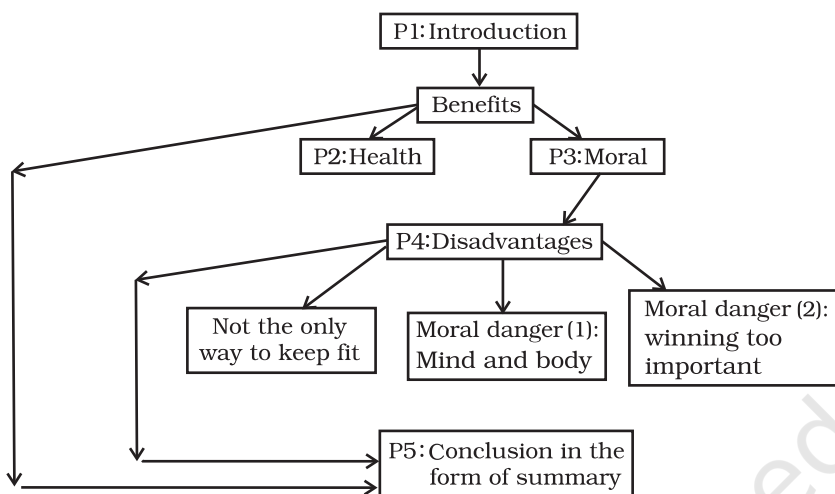 P1:Introduction
Benefits
P2:Health
P3:Moral
P4:Disadvantages
Not the only
way to keep fit
Moral danger (1):
Mind and body
Moral danger (2):
winning too
important
P5:Conclusion in the
form of summary